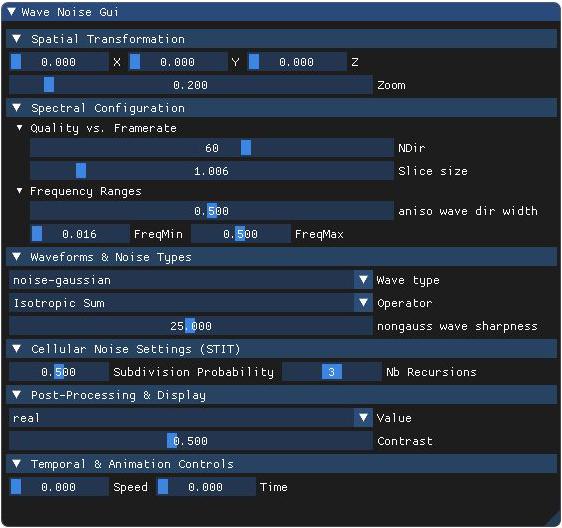 Wave Noise Gui
Spatial Transformation
0.000 X 0.000 Y 0.000 Z
0.200 Zoom
Spectral Configuration
Quality vs. Framerate
60 NDir
1.006 Slice size
Frequency Ranges
0.500 aniso wave dir width
0.016 FreqMin 0.500 FreqMax
Waveforms & Noise Types
noise-gaussian Wave type
Isotropic Sum Operator
25.000 nongauss wave sharpness
Cellular Noise Settings (STIT)
0.500 Subdivision Probability 3 Nb Recursions
Post-Processing & Display
real Value
0.500 Contrast
Temporal & Animation Controls
0.000 Speed 0.000 Time